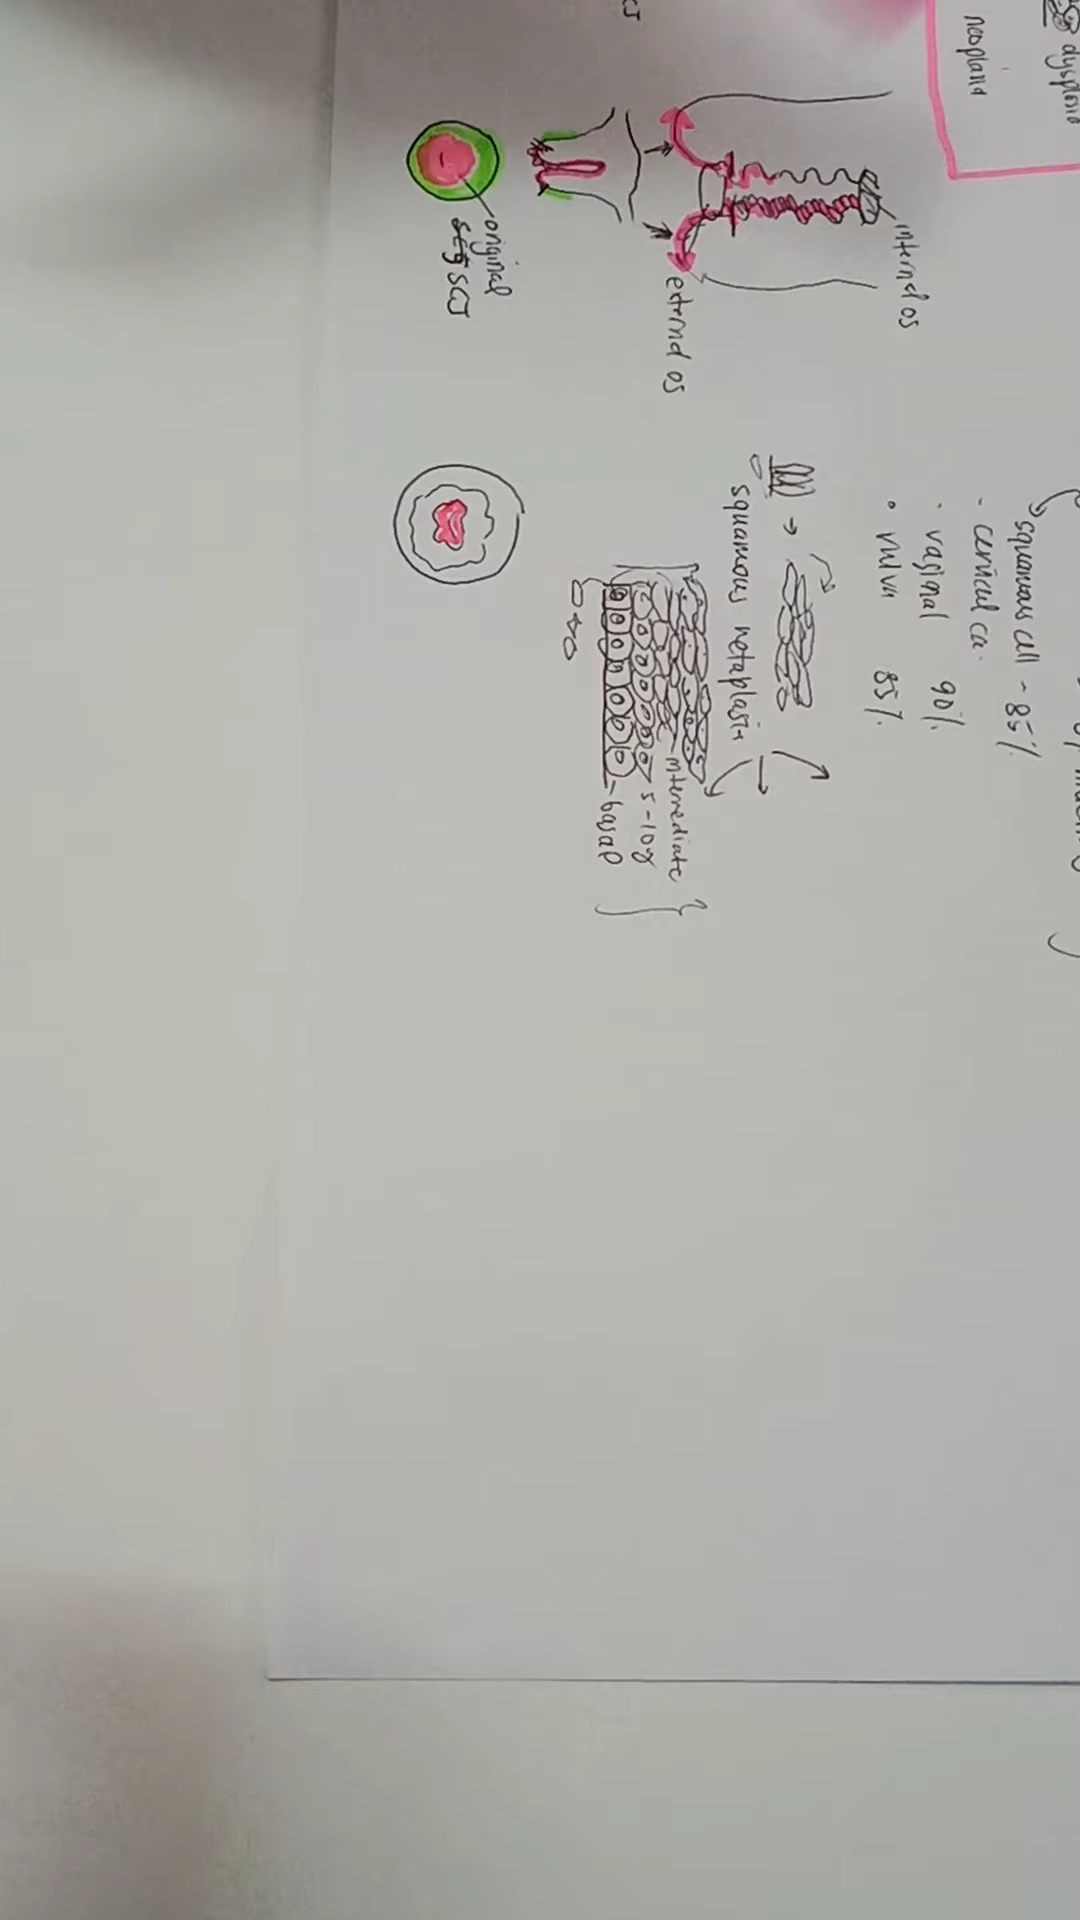 dysplasia
neoplasia
squamous cell - 85%
- cervical ca.
• vaginal 90%
• vulva 85%
internal os
external os
original
SCJ
squamous metaplasia
intermediate
5-10
basal